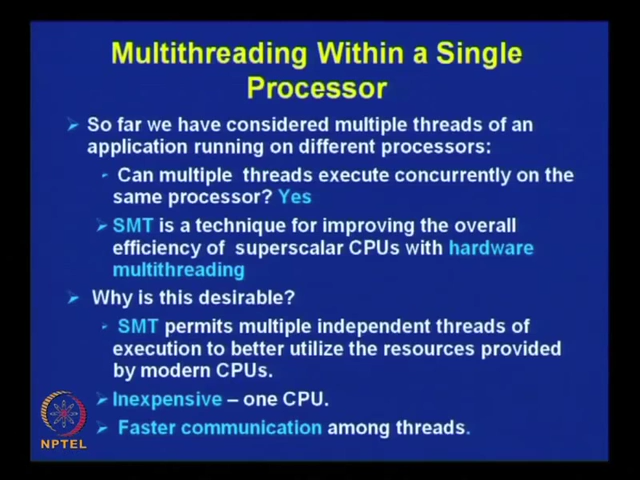 Multithreading Within a Single
Processor
So far we have considered multiple threads of an
application running on different processors:
Can multiple threads execute concurrently on the
same processor? Yes
SMT is a technique for improving the overall
efficiency of superscalar CPUs with hardware
multithreading
Why is this desirable?
SMT permits multiple independent threads of
execution to better utilize the resources provided
by modern CPUs.
Inexpensive – one CPU.
Faster communication among threads.
NPTEL